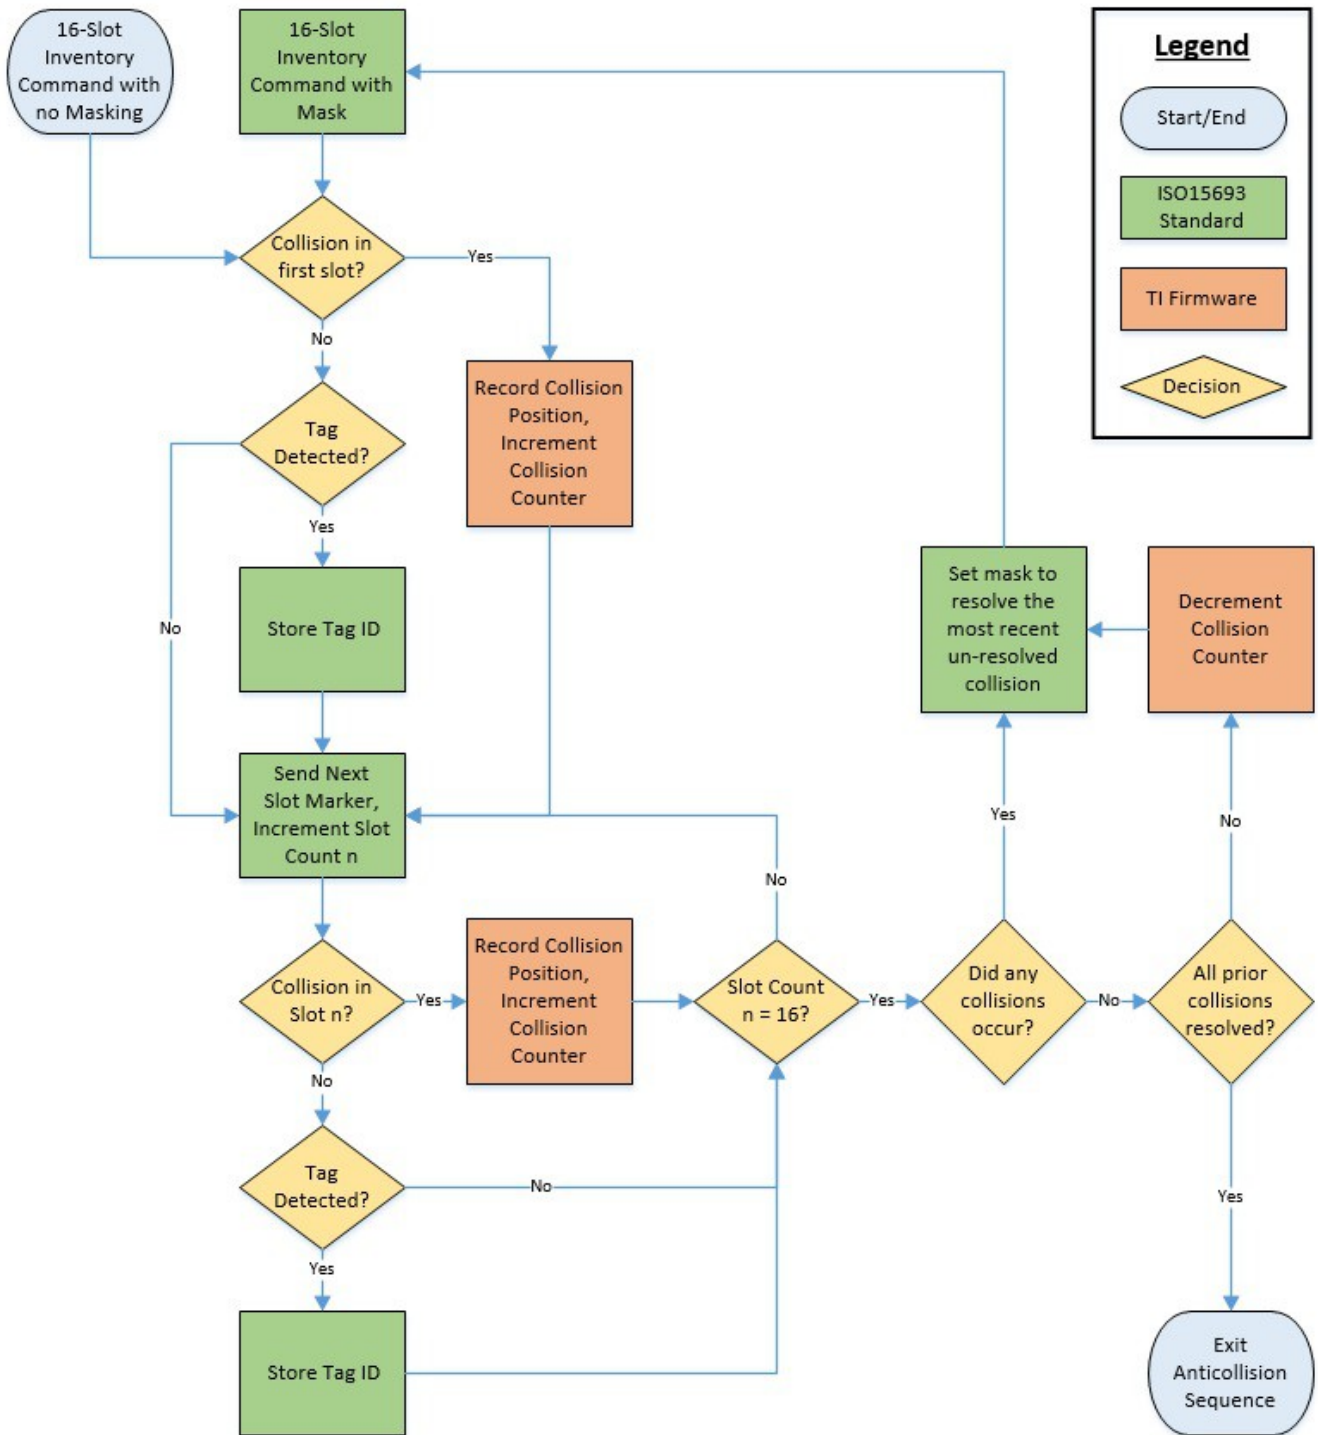 16-Slot
Inventory
Command with
no Masking
16-Slot
Inventory
Command with
Mask
Legend
Start/End
ISO15693
Standard
TI Firmware
Decision
Collision in
first slot?
Yes
No
Record Collision
Position,
Increment
Collision
Counter
Tag
Detected?
Yes
No
Store Tag ID
Set mask to
resolve the
most recent
un-resolved
collision
Decrement
Collision
Counter
Send Next
Slot Marker,
Increment Slot
Count n
Yes
No
No
Collision in
Slot n?
Yes
Record Collision
Position,
Increment
Collision
Counter
Slot Count
n = 16?
Yes
Did any
collisions
occur?
No
All prior
collisions
resolved?
No
Tag
Detected?
No
Yes
Yes
Store Tag ID
Exit
Anticollision
Sequence